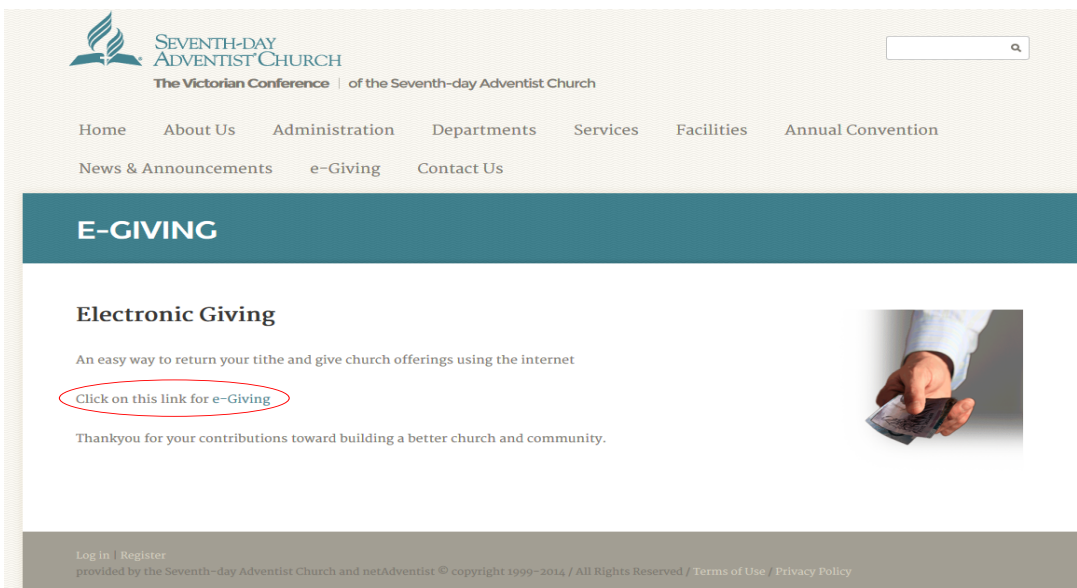 SEVENTH-DAY
ADVENTIST® CHURCH
The Victorian Conference | of the Seventh-day Adventist Church
Home About Us Administration Departments Services Facilities Annual Convention
News & Announcements e-Giving Contact Us
E-GIVING
Electronic Giving
An easy way to return your tithe and give church offerings using the internet
Click on this link for e-Giving
Thankyou for your contributions toward building a better church and community.
Log in | Register
provided by the Seventh-day Adventist Church and netAdventist © copyright 1999-2014 / All Rights Reserved / Terms of Use / Privacy Policy